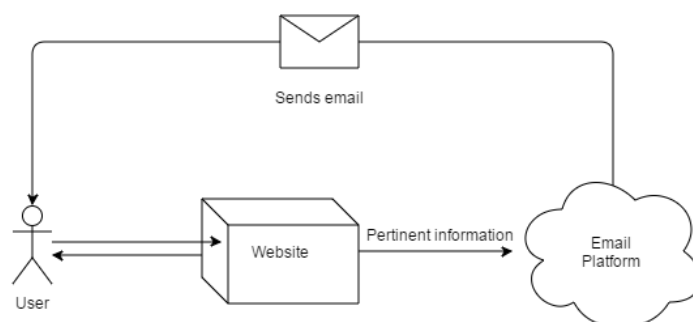 Sends email
Pertinent information
Website
Email
Platform
User